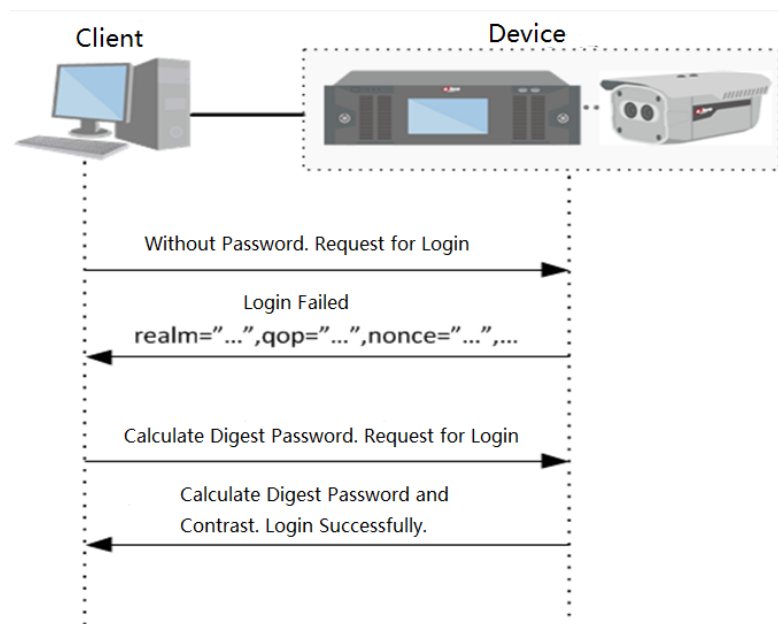 Client
Device
Without Password. Request for Login
Login Failed
realm="...",qop="...",nonce="...",...
Calculate Digest Password. Request for Login
Calculate Digest Password and
Contrast. Login Successfully.